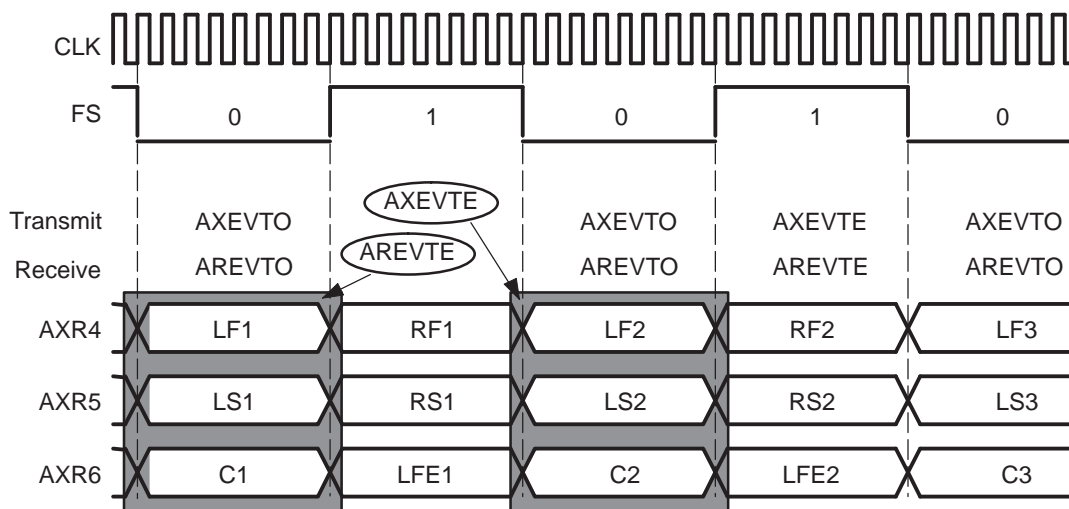 CLK
FS 0 1 0 1 0
AXEVTE
Transmit AXEVTO AXEVTO AXEVTE AXEVTO
AREVTE
Receive AREVTO AREVTO AREVTE AREVTO
AXR4 LF1 RF1 LF2 RF2 LF3
AXR5 LS1 RS1 LS2 RS2 LS3
AXR6 C1 LFE1 C2 LFE2 C3